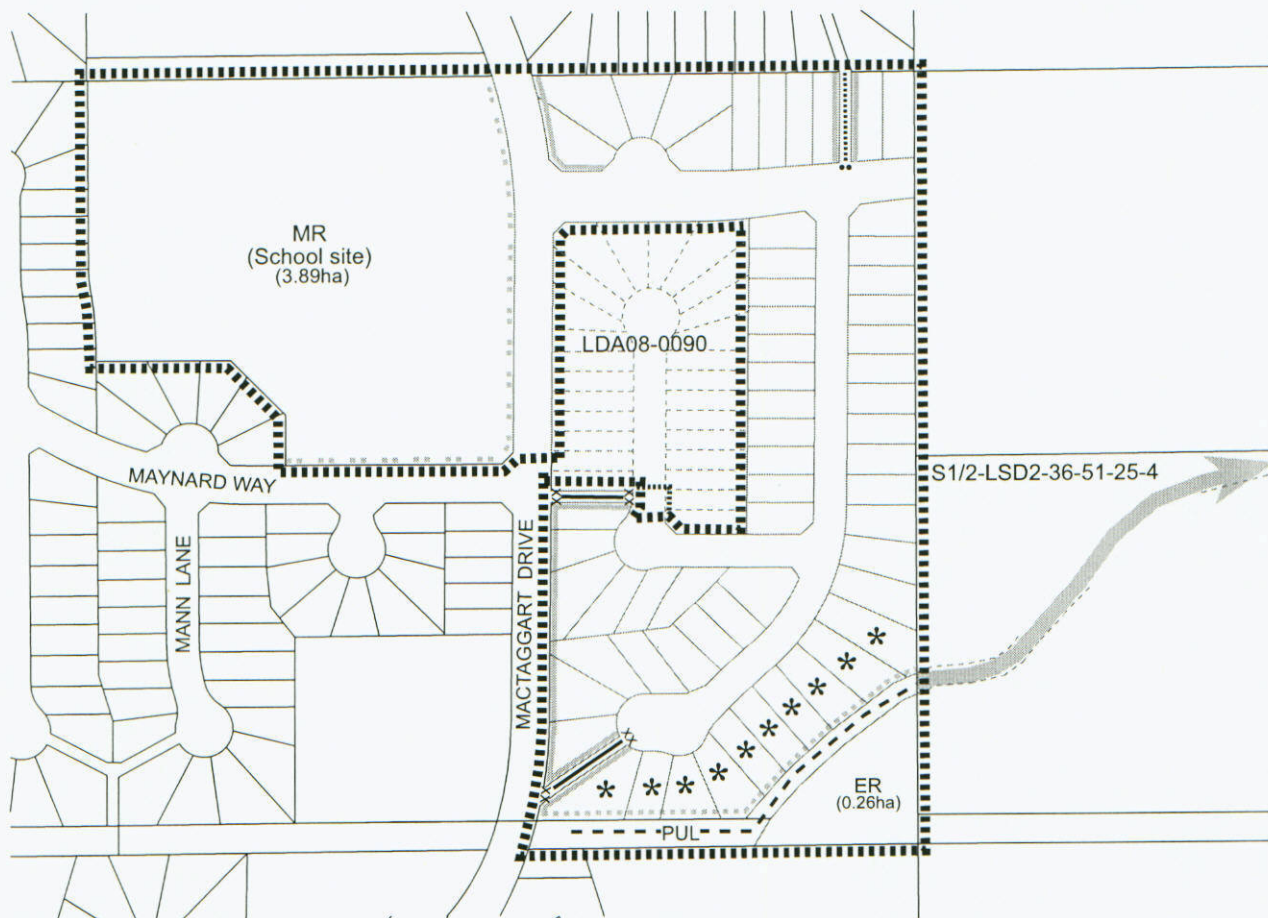 MR
(School site)
(3.89ha)
LDA08-0090
S1/2-LSD2-36-51-25-4
MAYNARD WAY
MANN LANE
MACTAGGART DRIVE
ER
(0.26ha)
PUL